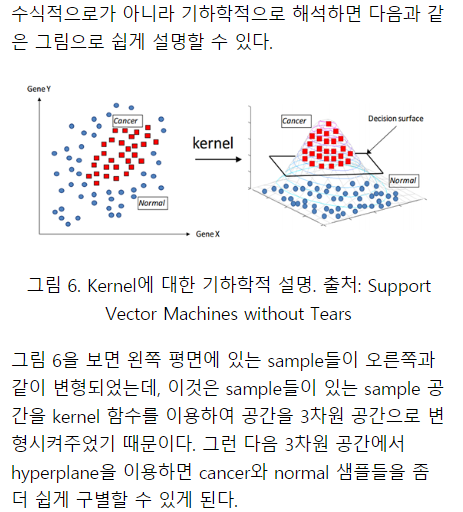 수식적으로가 아니라 기하학적으로 해석하면 다음과 같
은 그림으로 쉽게 설명할 수 있다.
Gene Y
Cancer
Normal
Gene X
kernel
Cancer
Decision surface
Normal
그림 6. Kernel에 대한 기하학적 설명. 출처: Support
Vector Machines without Tears
그림 6을 보면 왼쪽 평면에 있는 sample들이 오른쪽과
같이 변형되었는데, 이것은 sample들이 있는 sample 공
간을 kernel 함수를 이용하여 공간을 3차원 공간으로 변
형시켜주었기 때문이다. 그런 다음 3차원 공간에서
hyperplane을 이용하면 cancer와 normal 샘플들을 좀
더 쉽게 구별할 수 있게 된다.